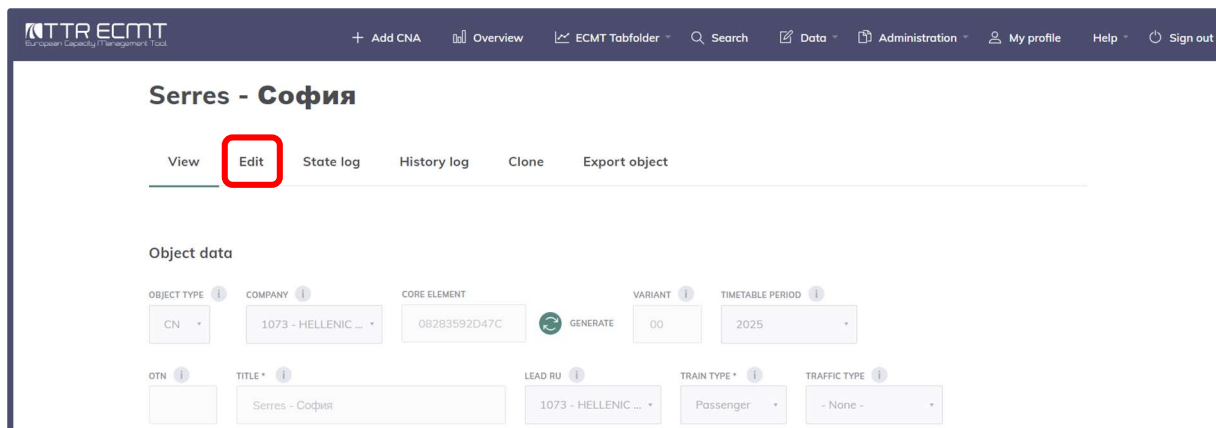 TTR ECMT
European Capacity Management Tool
+ Add CNA Overview ECMT Tabfolder Search Data Administration My profile Help Sign out
Serres - София
View Edit State log History log Clone Export object
Object data
OBJECT TYPE i COMPANY i CORE ELEMENT VARIANT i TIMETABLE PERIOD i
CN 1073 - HELLENIC ... 08283592D47C GENERATE 00 2025
OTN i TITLE * i LEAD RU i TRAIN TYPE * i TRAFFIC TYPE i
Serres - София 1073 - HELLENIC ... Passenger - None -